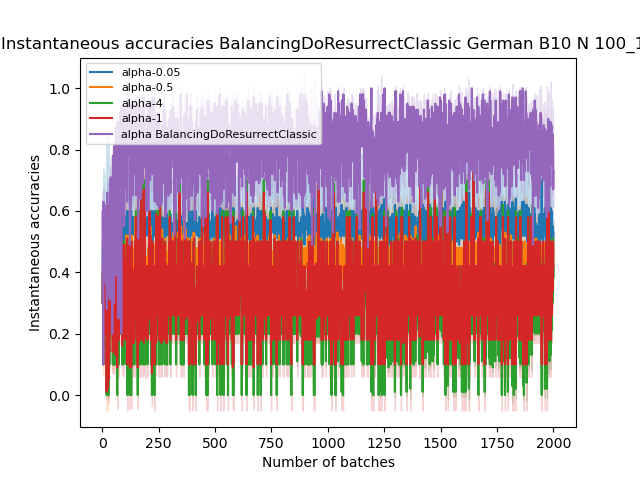 Instantaneous accuracies BalancingDoResurrectClassic German B10 N 100_1
alpha-0.05
alpha-0.5
alpha-4
alpha-1
alpha BalancingDoResurrectClassic
1.0
0.8
0.6
0.4
0.2
0.0
Instantaneous accuracies
0 250 500 750 1000 1250 1500 1750 2000
Number of batches